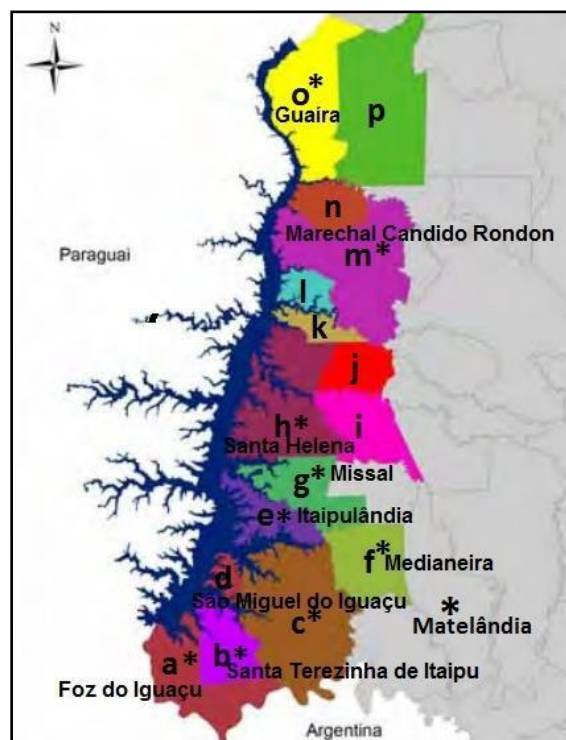 N
o*
Guaíra
p
n
Marechal Candido Rondon
m*
Paraguai
l
k
j
h*
i
Santa Helena
g* Missal
e* Itaipulândia
f* Medianeira
d
São Miguel do Iguaçu
c*
*
Matelândia
a*
b*
Santa Terezinha de Itaipu
Foz do Iguaçu
Argentina